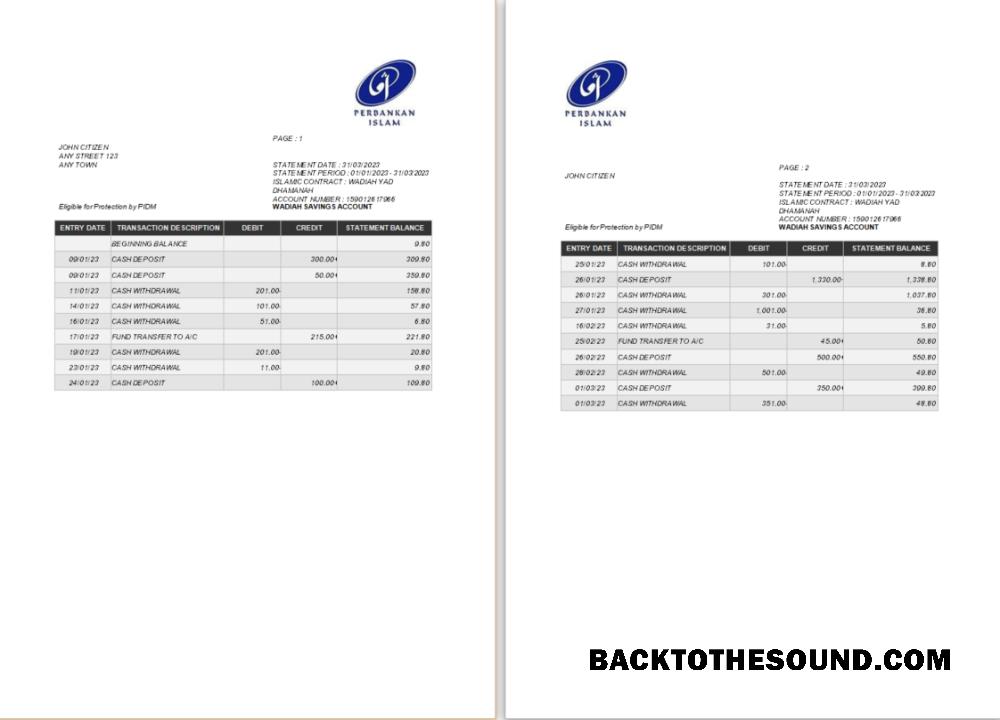 PERBANKAN
ISLAM
PAGE : 1
JOHN CITIZEN
ANY STREET 123
ANY TOWN
STATEMENT DATE : 31/03/2023
STATEMENT PERIOD : 01/01/2023 - 31/03/2023
ISLAMIC CONTRACT : WADIAH YAD
DHAMANAH
ACCOUNT NUMBER : 159012617966
Eligible for Protection by PIDM WADIAH SAVINGS ACCOUNT
ENTRY DATE TRANSACTION DESCRIPTION DEBIT CREDIT STATEMENT BALANCE
BEGINNING BALANCE 9.80
09/01/23 CASH DEPOSIT 300.00+ 309.80
09/01/23 CASH DEPOSIT 50.00+ 359.80
11/01/23 CASH WITHDRAWAL 201.00- 158.80
14/01/23 CASH WITHDRAWAL 101.00- 57.80
16/01/23 CASH WITHDRAWAL 51.00- 6.80
17/01/23 FUND TRANSFER TO A/C 215.00+ 221.80
19/01/23 CASH WITHDRAWAL 201.00- 20.80
23/01/23 CASH WITHDRAWAL 11.00- 9.80
24/01/23 CASH DEPOSIT 100.00+ 109.80
PERBANKAN
ISLAM
PAGE : 2
JOHN CITIZEN
STATEMENT DATE : 31/03/2023
STATEMENT PERIOD : 01/01/2023 - 31/03/2023
ISLAMIC CONTRACT : WADIAH YAD
DHAMANAH
ACCOUNT NUMBER : 159012617966
Eligible for Protection by PIDM WADIAH SAVINGS ACCOUNT
ENTRY DATE TRANSACTION DESCRIPTION DEBIT CREDIT STATEMENT BALANCE
25/01/23 CASH WITHDRAWAL 101.00- 8.80
26/01/23 CASH DEPOSIT 1,330.00- 1,338.80
26/01/23 CASH WITHDRAWAL 301.00- 1,037.80
27/01/23 CASH WITHDRAWAL 1,001.00- 36.80
16/02/23 CASH WITHDRAWAL 31.00- 5.80
25/02/23 FUND TRANSFER TO A/C 45.00+ 50.80
26/02/23 CASH DEPOSIT 500.00+ 550.80
28/02/23 CASH WITHDRAWAL 501.00- 49.80
01/03/23 CASH DEPOSIT 350.00+ 399.80
01/03/23 CASH WITHDRAWAL 351.00- 48.80
BACKTOTHESOUND.COM